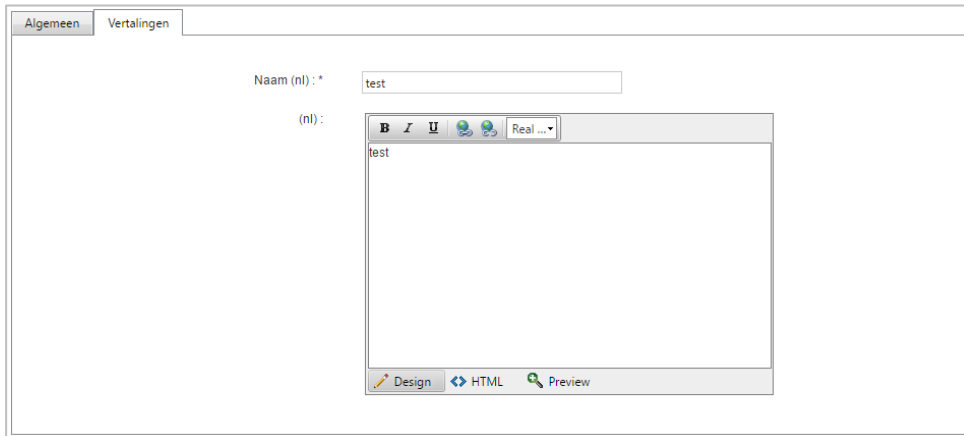 Algemeen Vertalingen
Naam (nl) : * test
(nl) :
B I U Real ...
test
Design HTML Preview